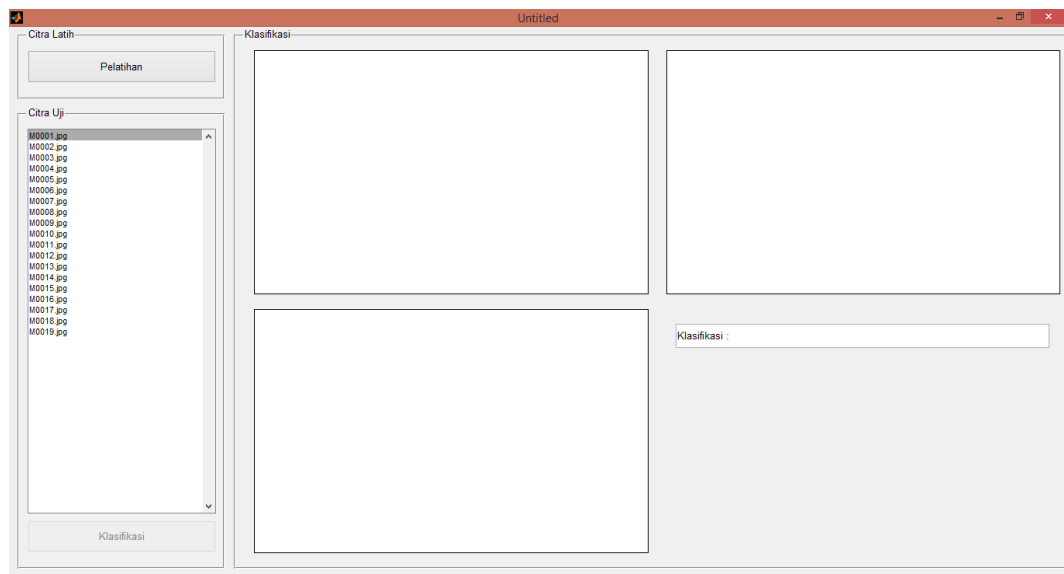 Untitled
Citra Latih
Pelatihan
Citra Uji
M0001.jpg
M0002.jpg
M0003.jpg
M0004.jpg
M0005.jpg
M0006.jpg
M0007.jpg
M0008.jpg
M0009.jpg
M0010.jpg
M0011.jpg
M0012.jpg
M0013.jpg
M0014.jpg
M0015.jpg
M0016.jpg
M0017.jpg
M0018.jpg
M0019.jpg
Klasifikasi
Klasifikasi
Klasifikasi :